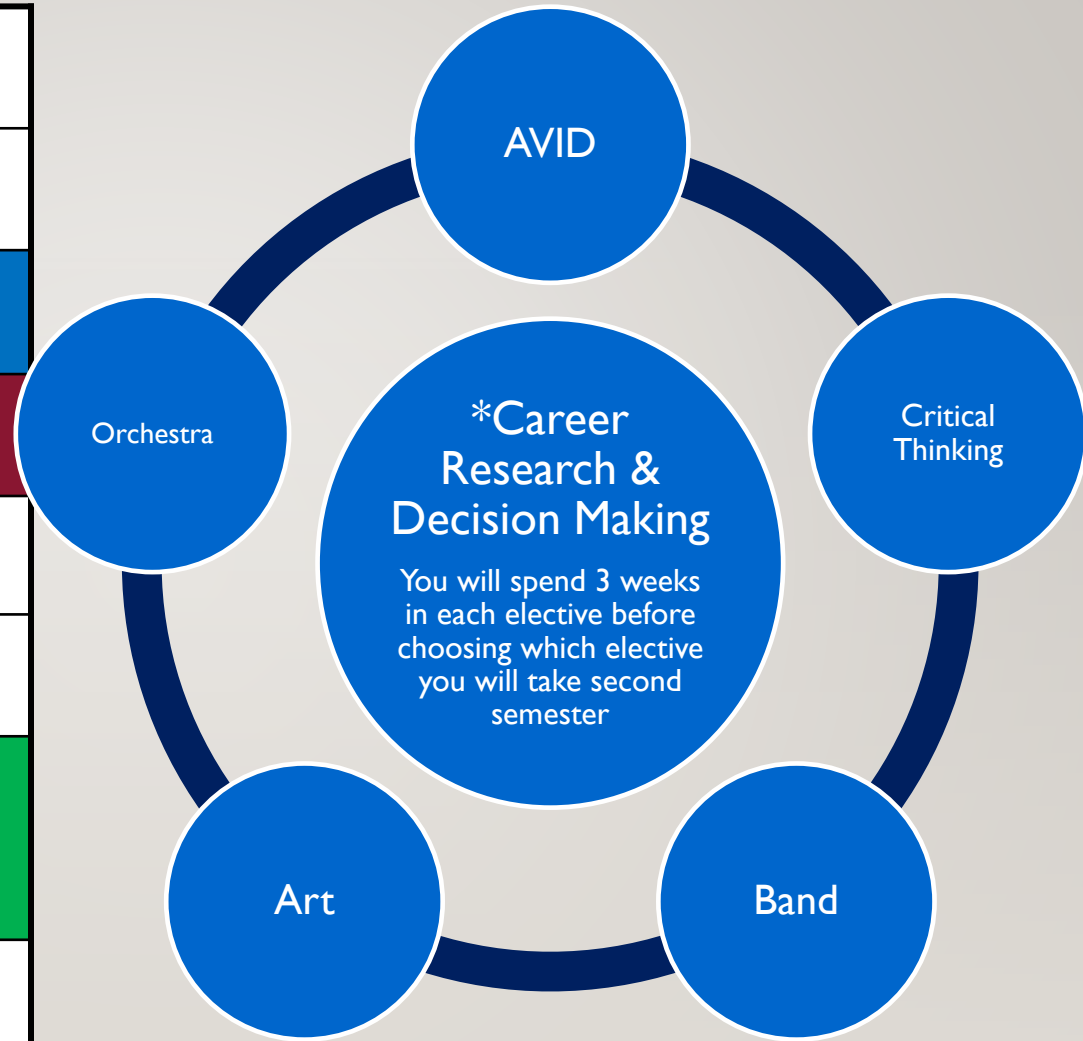 AVID
Orchestra
*Career
Research &
Decision Making
You will spend 3 weeks
in each elective before
choosing which elective
you will take second
semester
Critical
Thinking
Art
Band